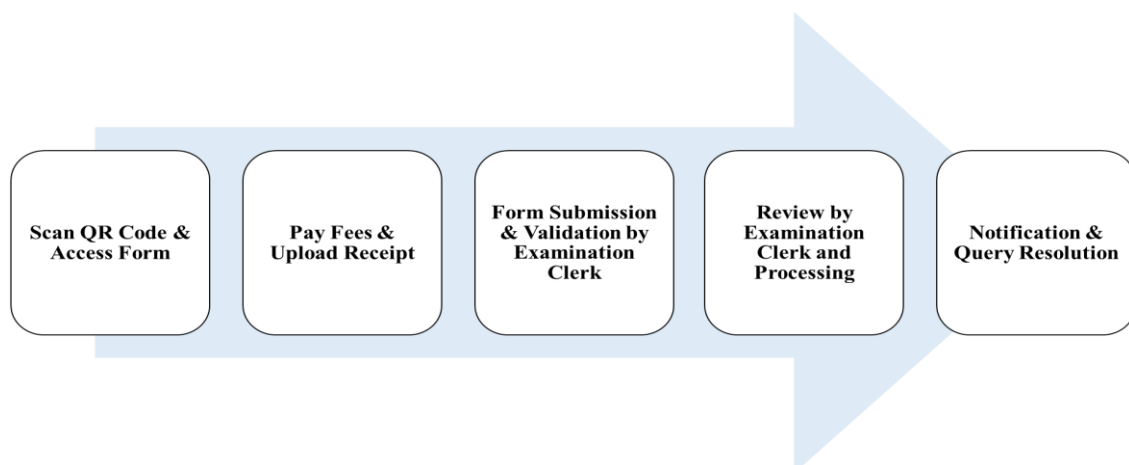 Scan QR Code &
Access Form
Pay Fees &
Upload Receipt
Form Submission
& Validation by
Examination
Clerk
Review by
Examination
Clerk and
Processing
Notification &
Query Resolution